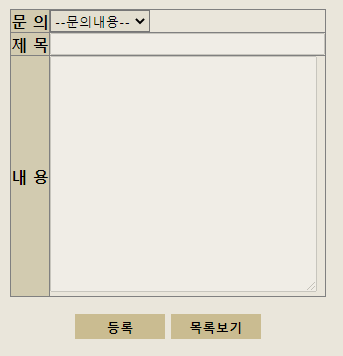 문 의 --문의내용--
제 목
내 용
등록 목록보기